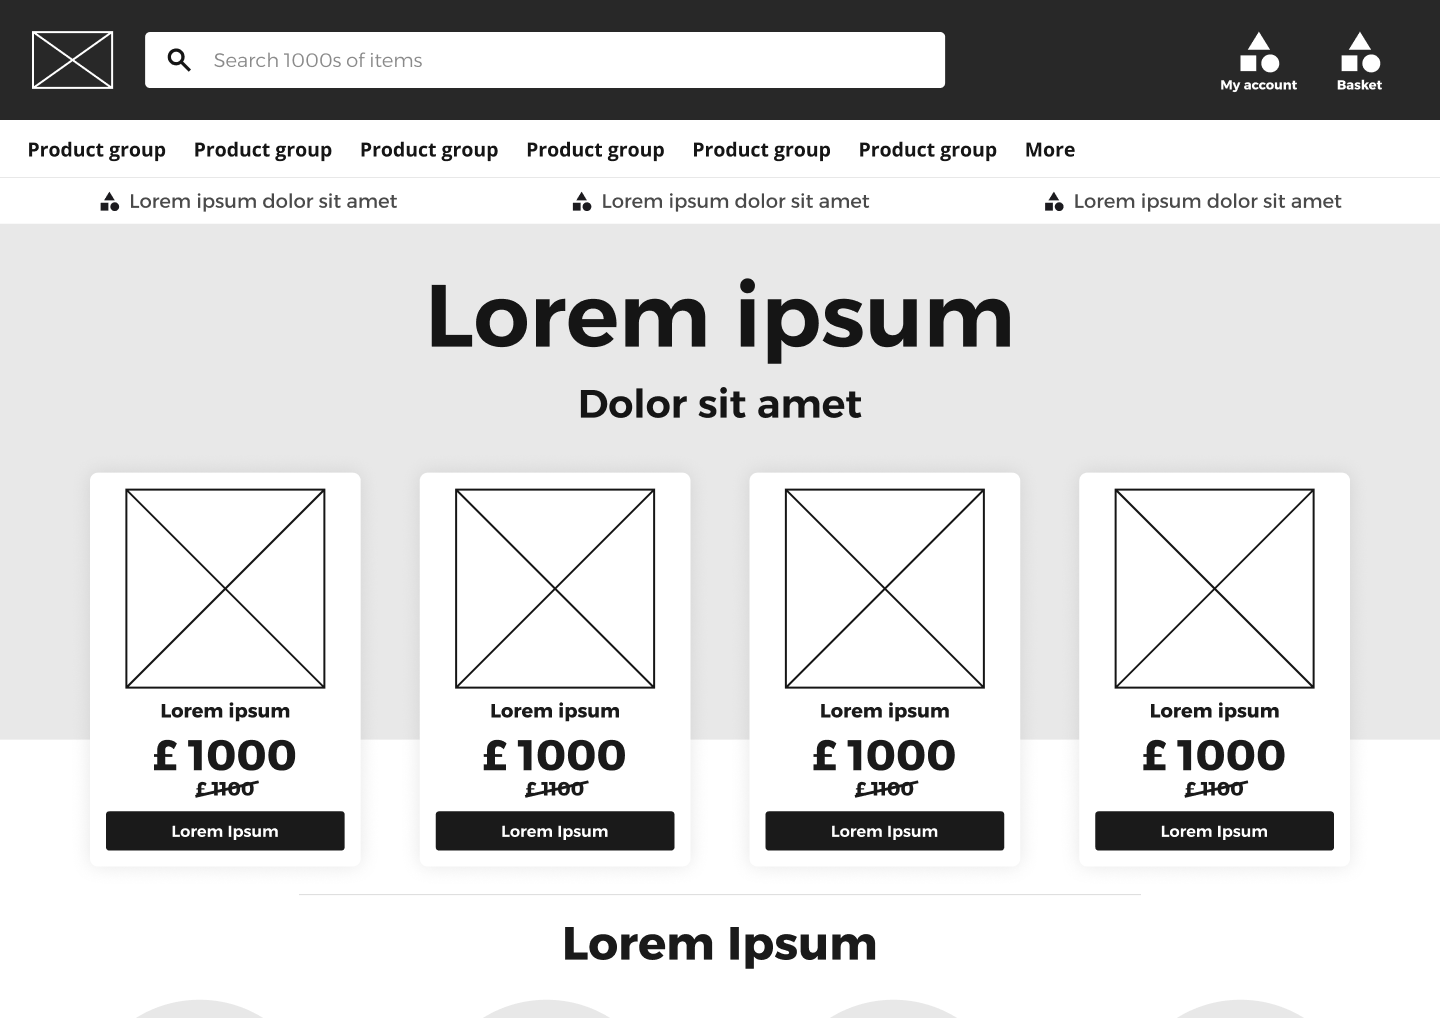 Search 1000s of items
My account
Basket
Product group Product group Product group Product group Product group Product group More
Lorem ipsum dolor sit amet Lorem ipsum dolor sit amet Lorem ipsum dolor sit amet
Lorem ipsum
Dolor sit amet
Lorem ipsum Lorem ipsum Lorem ipsum Lorem ipsum
£ 1000 £ 1000 £ 1000 £ 1000
£ 1100 £ 1100 £ 1100 £ 1100
Lorem Ipsum Lorem Ipsum Lorem Ipsum Lorem Ipsum
Lorem Ipsum